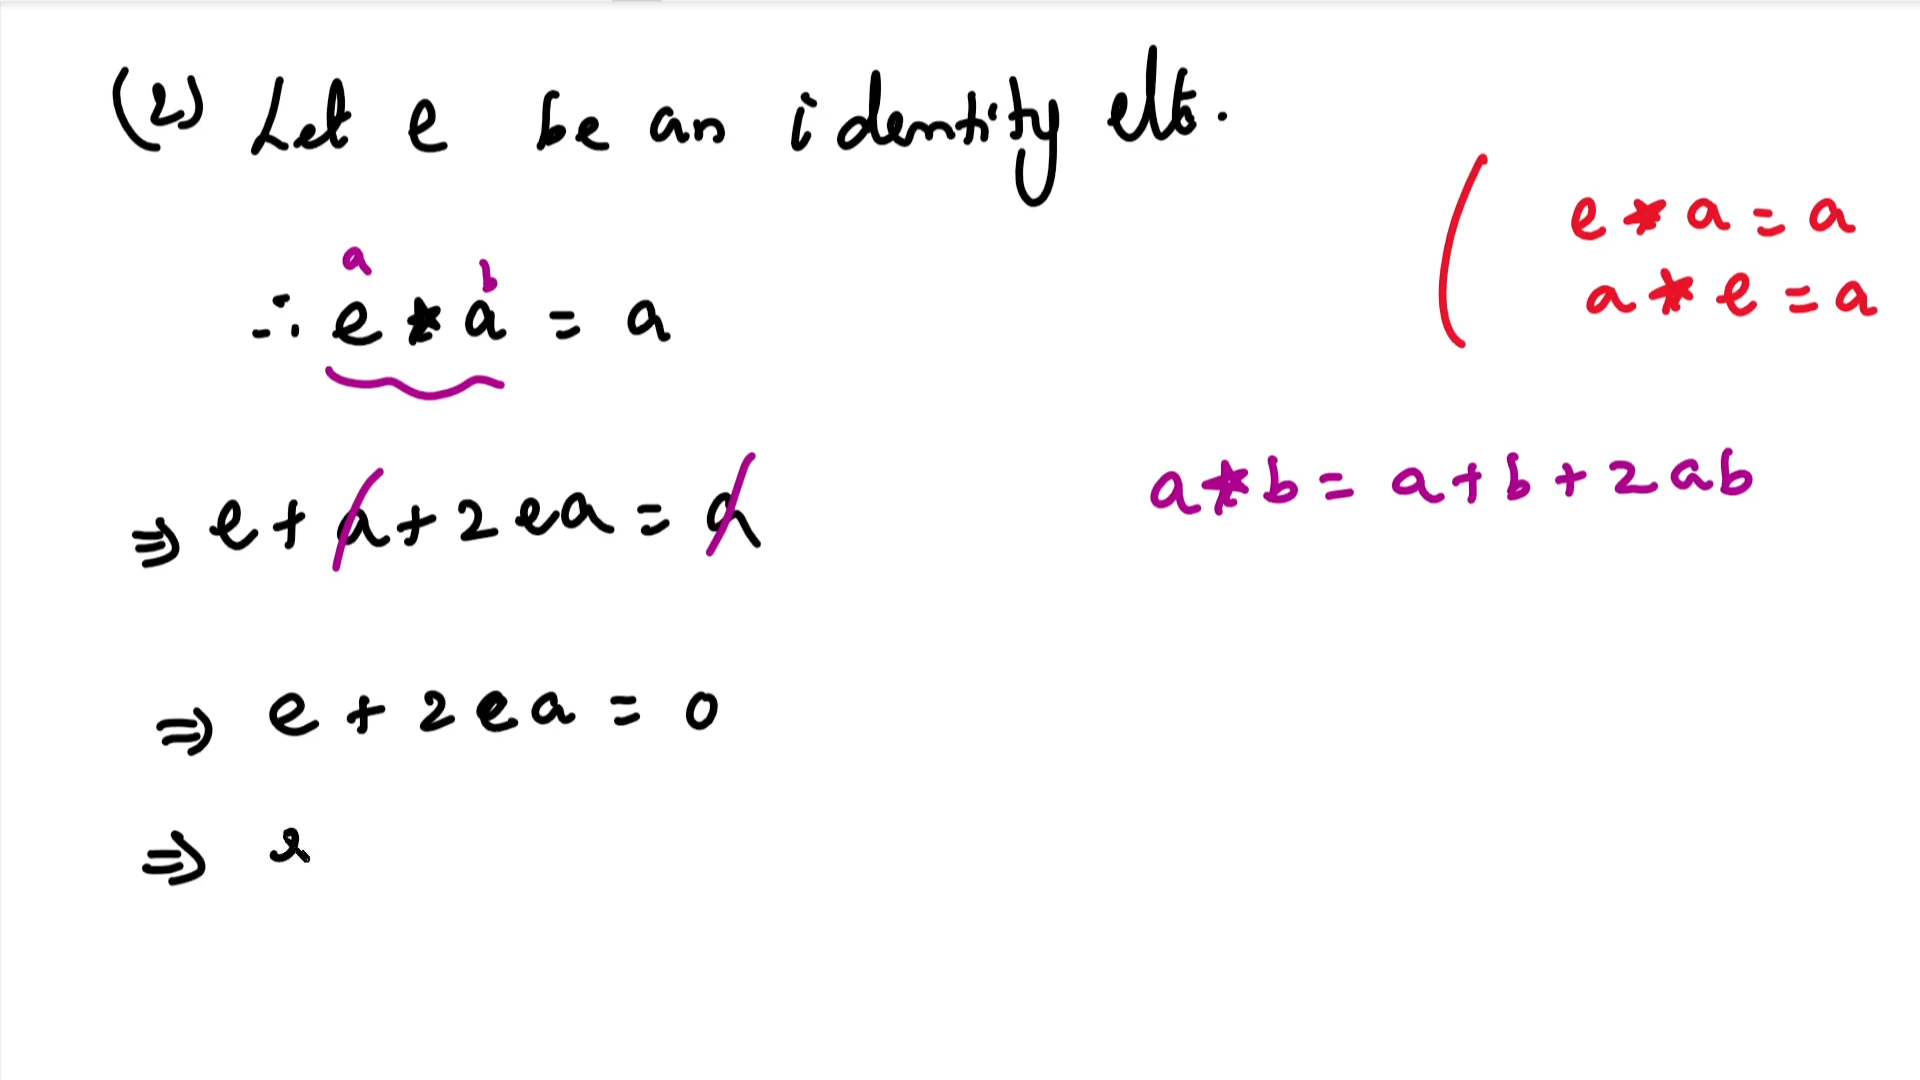 (2) Let e be an identity elt.
e * a = a
a * e = a
a b
∴ e * a = a
a * b = a + b + 2ab
⇒ e + a + 2ea = a
⇒ e + 2ea = 0
⇒